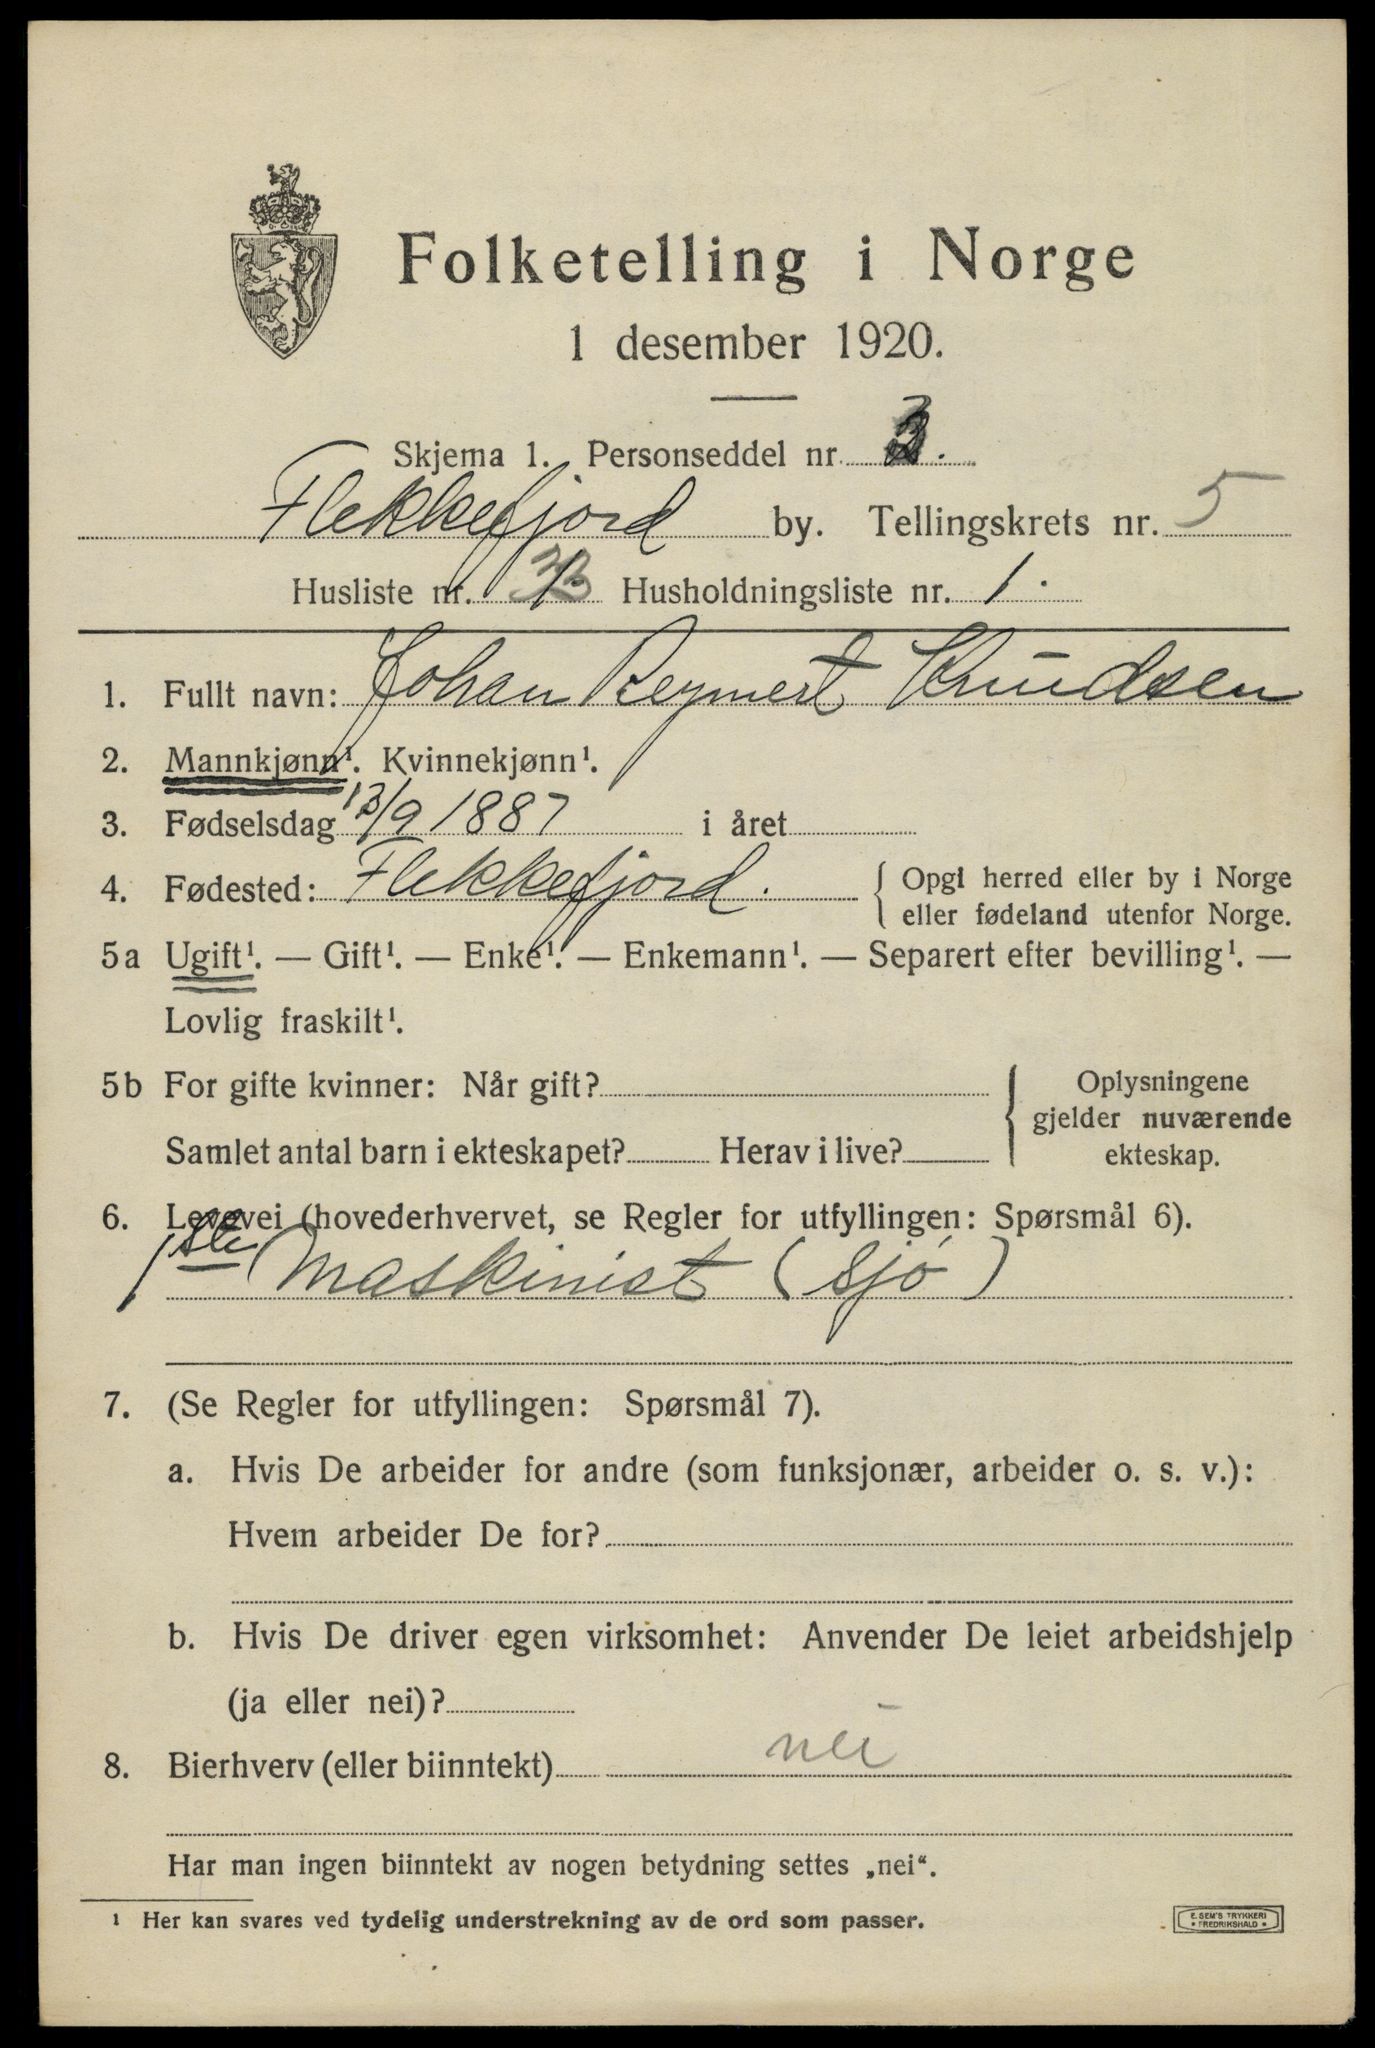 Folketelling i Norge
1 desember 1920.
Skjema 1. Personseddel nr. 3.
Flekkefjord by. Tellingskrets nr. 5
Husliste nr. Husholdningsliste nr. 1.
1. Fullt navn: Johan Reymert Knudsen
2. Mannkjønn¹. Kvinnekjønn¹.
3. Fødselsdag 13/9 1887 i året
4. Fødested: Flekkefjord. { Opgi herred eller by i Norge
eller fødeland utenfor Norge.
5a Ugift¹. — Gift¹. — Enke¹. — Enkemann¹. — Separert efter bevilling¹. —
Lovlig fraskilt¹.
5b For gifte kvinner: Når gift? { Oplysningene
gjelder nuværende
Samlet antal barn i ekteskapet? Herav i live? ekteskap.
6. Levevei (hovederhvervet, se Regler for utfyllingen: Spørsmål 6).
1ste Maskinist (sjø)
7. (Se Regler for utfyllingen: Spørsmål 7).
a. Hvis De arbeider for andre (som funksjonær, arbeider o. s. v.):
Hvem arbeider De for?
b. Hvis De driver egen virksomhet: Anvender De leiet arbeidshjelp
(ja eller nei)?
8. Bierhverv (eller biinntekt) nei
Har man ingen biinntekt av nogen betydning settes „nei“.
¹ Her kan svares ved tydelig understrekning av de ord som passer.
E. SEM'S TRYKKERI
• FREDRIKSHALD •